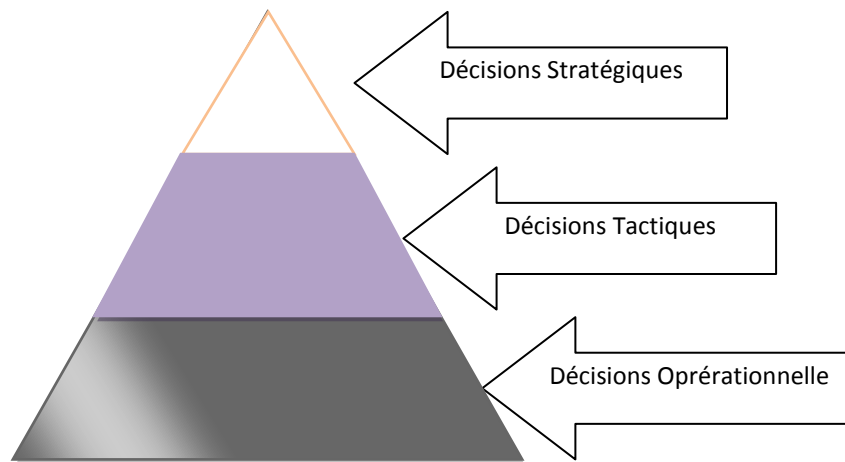 Décisions Stratégiques
Décisions Tactiques
Décisions Oprérationnelle